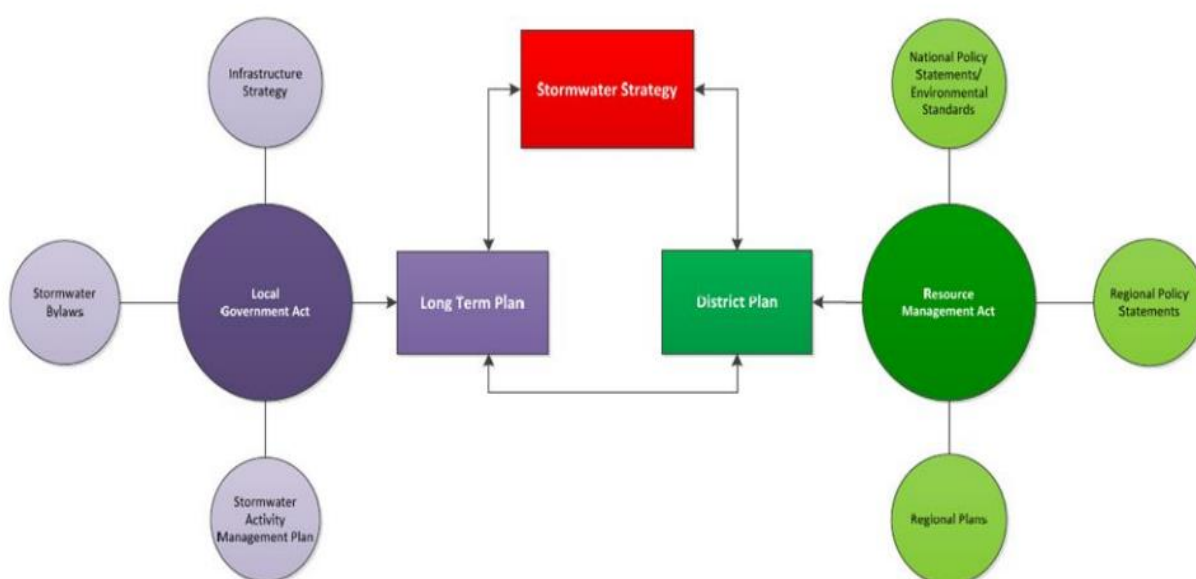 Infrastructure
Strategy
Stormwater Strategy
National Policy
Statements/
Environmental
Standards
Stormwater
Bylaws
Local
Government Act
Long Term Plan
District Plan
Resource
Management Act
Regional Policy
Statements
Stormwater
Activity
Management Plan
Regional Plans